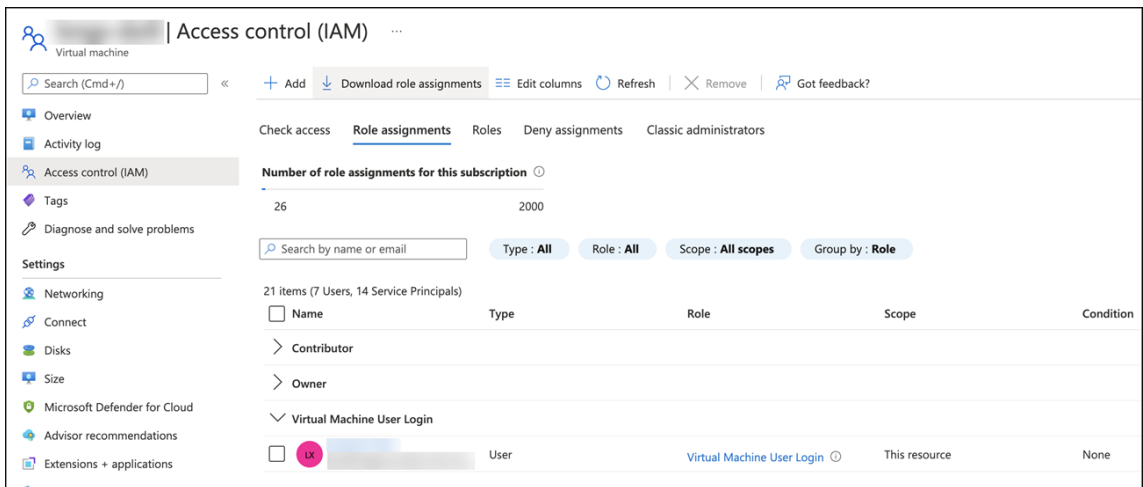 | Access control (IAM) ...
Virtual machine
Search (Cmd+/) «
Add Download role assignments Edit columns Refresh Remove Got feedback?
Overview
Activity log
Access control (IAM)
Tags
Diagnose and solve problems
Settings
Networking
Connect
Disks
Size
Microsoft Defender for Cloud
Advisor recommendations
Extensions + applications
Check access Role assignments Roles Deny assignments Classic administrators
Number of role assignments for this subscription
26 2000
Search by name or email Type : All Role : All Scope : All scopes Group by : Role
21 items (7 Users, 14 Service Principals)
Name Type Role Scope Condition
Contributor
Owner
Virtual Machine User Login
LX User Virtual Machine User Login This resource None